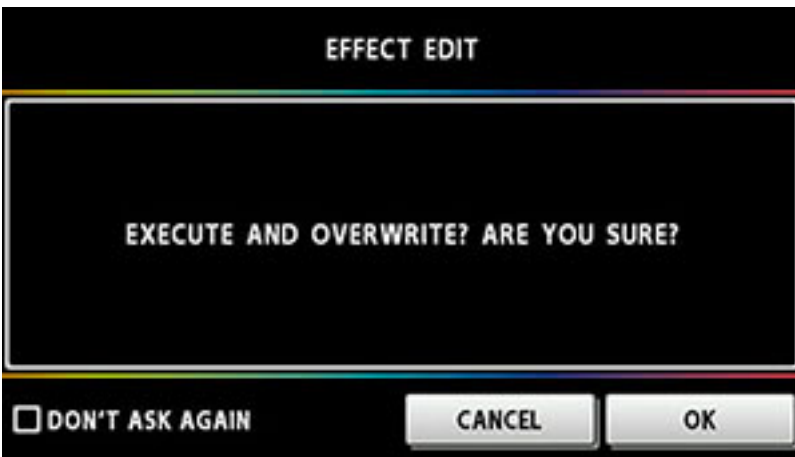 EFFECT EDIT
EXECUTE AND OVERWRITE? ARE YOU SURE?
DON'T ASK AGAIN
CANCEL
OK